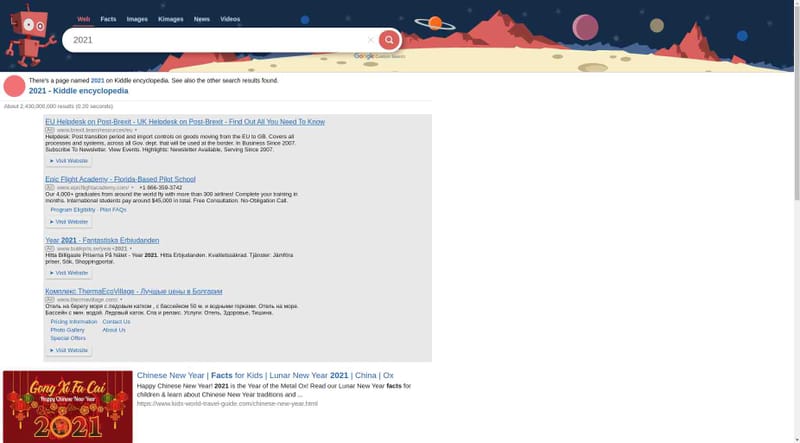 Web Facts Images Kimages News Videos
2021
Google Custom Search
There's a page named 2021 on Kiddle encyclopedia. See also the other search results found.
2021 - Kiddle encyclopedia
About 2,430,000,000 results (0.20 seconds)
EU Helpdesk on Post-Brexit - UK Helpdesk on Post-Brexit - Find Out All You Need To Know
Ad www.brexit.team/resources/eu
Helpdesk: Post transition period and import controls on goods moving from the EU to GB. Covers all
processes and systems, across all Gov. dept. that will be used at the border. in Business Since 2007.
Subscribe To Newsletter. View Events. Highlights: Newsletter Available, Serving Since 2007.
➤ Visit Website
Epic Flight Academy - Florida-Based Pilot School
Ad www.epicflightacademy.com/ +1 866-359-3742
Our 4,000+ graduates from around the world fly with more than 300 airlines! Complete your training in
months. International students pay around $45,000 in total. Free Consultation. No-Obligation Call.
Program Eligibility · Pilot FAQs
➤ Visit Website
Year 2021 - Fantastiska Erbjudanden
Ad www.butikpris.se/year+2021
Hitta Billigaste Priserna På Nätet - Year 2021. Hitta Erbjudanden. Kvalitetssäkrad. Tjänster: Jämföra
priser, Sök, Shoppingportal.
➤ Visit Website
Комплекс ThermaEcoVillage - Лучшие цены в Болгарии
Ad www.thermavillage.com/
Отель на берегу моря с ледовым катком , с бассейном 50 м. и водными горками. Отель на море.
Бассейн с мин. водой. Ледовый каток. Спа и релакс. Услуги: Отель, Здоровье, Тишина.
Pricing Information Contact Us
Photo Gallery About Us
Special Offers
➤ Visit Website
Gong Xi Fa Cai
Happy Chinese New Year
2021
Chinese New Year | Facts for Kids | Lunar New Year 2021 | China | Ox
Happy Chinese New Year! 2021 is the Year of the Metal Ox! Read our Lunar New Year facts for
children & learn about Chinese New Year traditions and ...
https://www.kids-world-travel-guide.com/chinese-new-year.html